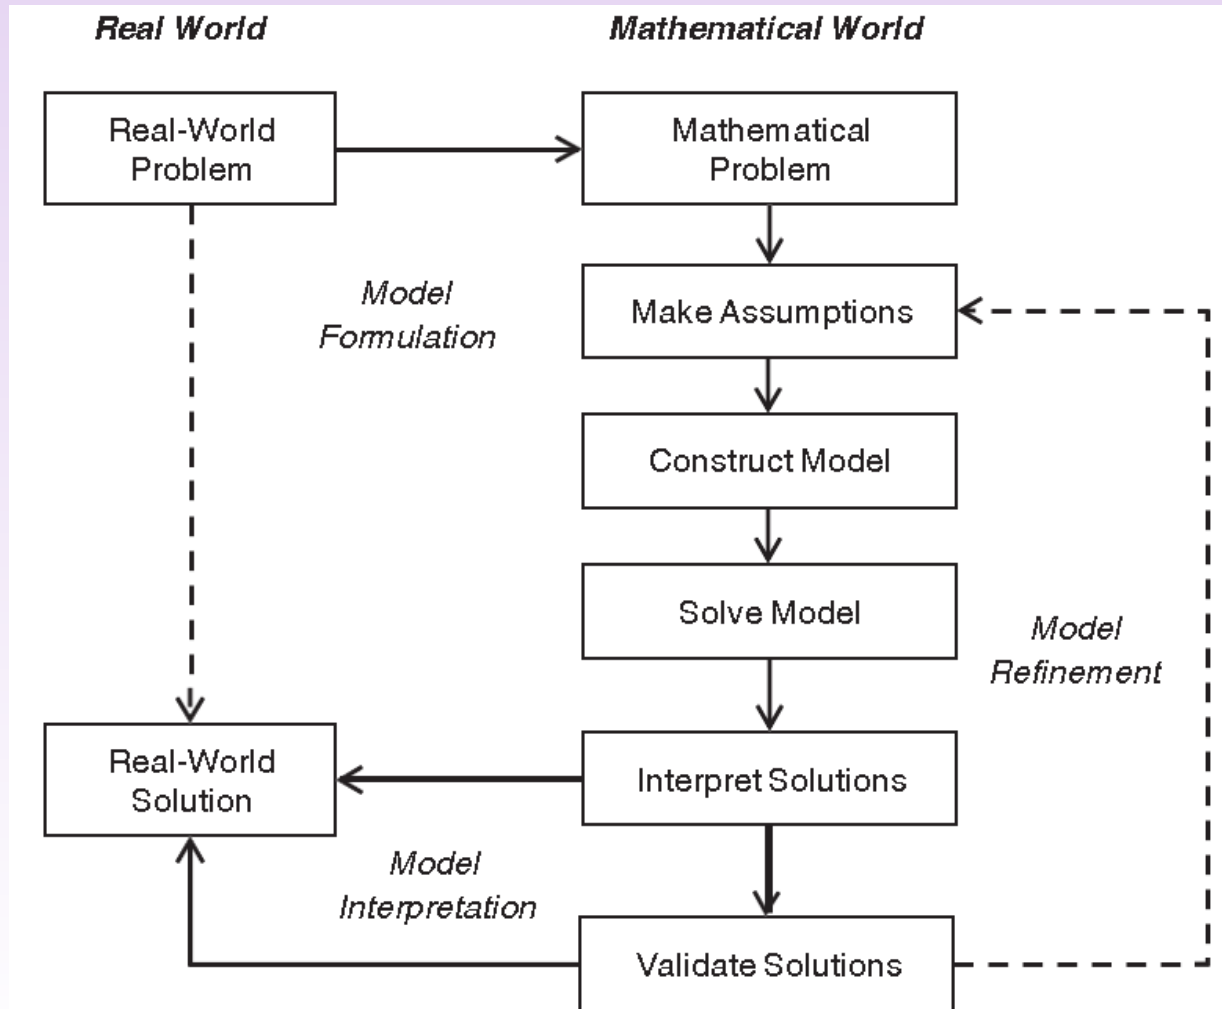 Real World
Mathematical World
Real-World
Problem
Mathematical
Problem
Model
Formulation
Make Assumptions
Construct Model
Solve Model
Model
Refinement
Real-World
Solution
Interpret Solutions
Model
Interpretation
Validate Solutions